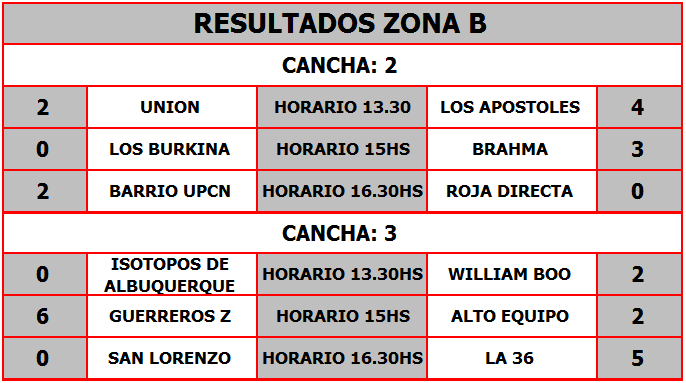 RESULTADOS ZONA B
CANCHA: 2
2 UNION HORARIO 13.30 LOS APOSTOLES 4
0 LOS BURKINA HORARIO 15HS BRAHMA 3
2 BARRIO UPCN HORARIO 16.30HS ROJA DIRECTA 0
CANCHA: 3
0 ISOTOPOS DE ALBUQUERQUE HORARIO 13.30HS WILLIAM BOO 2
6 GUERREROS Z HORARIO 15HS ALTO EQUIPO 2
0 SAN LORENZO HORARIO 16.30HS LA 36 5